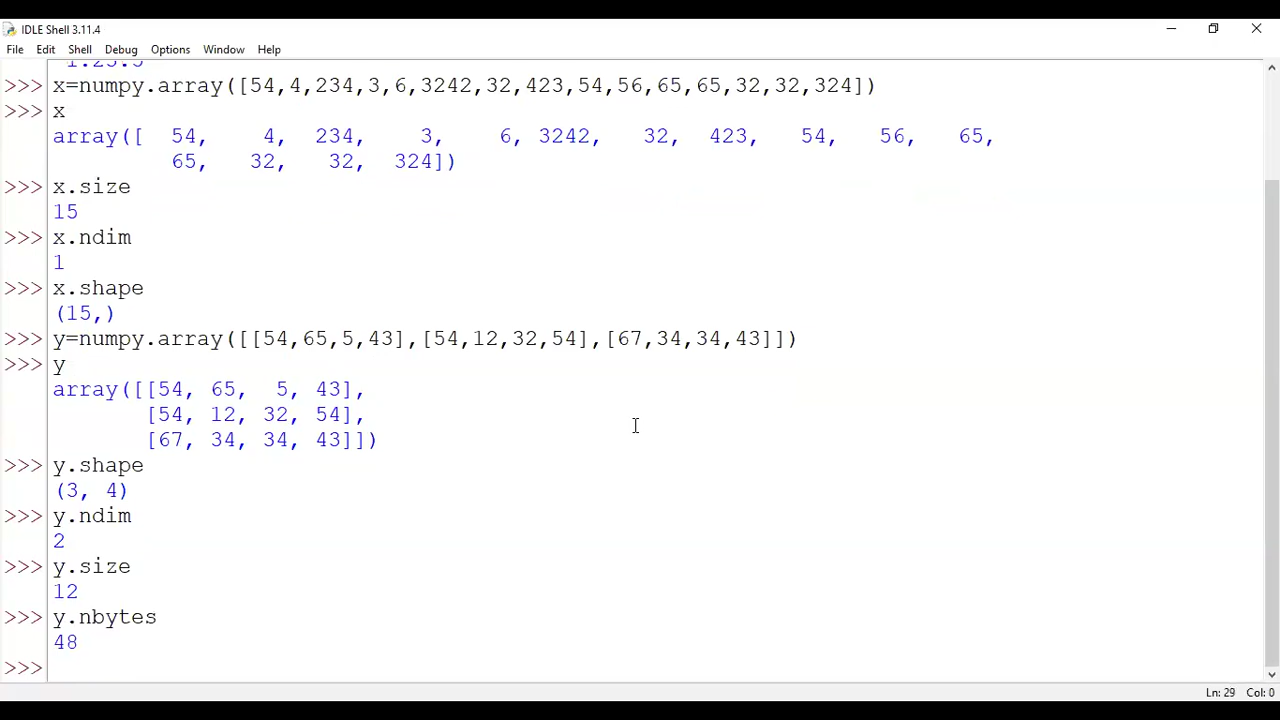 IDLE Shell 3.11.4
File Edit Shell Debug Options Window Help
>>> x=numpy.array([54,4,234,3,6,3242,32,423,54,56,65,65,32,32,324])
>>> x
array([  54,    4,  234,    3,    6, 3242,   32,  423,   54,   56,   65,
         65,   32,   32,  324])
>>> x.size
15
>>> x.ndim
1
>>> x.shape
(15,)
>>> y=numpy.array([[54,65,5,43],[54,12,32,54],[67,34,34,43]])
>>> y
array([[54, 65,  5, 43],
       [54, 12, 32, 54],
       [67, 34, 34, 43]])
>>> y.shape
(3, 4)
>>> y.ndim
2
>>> y.size
12
>>> y.nbytes
48
>>>
Ln: 29 Col: 0